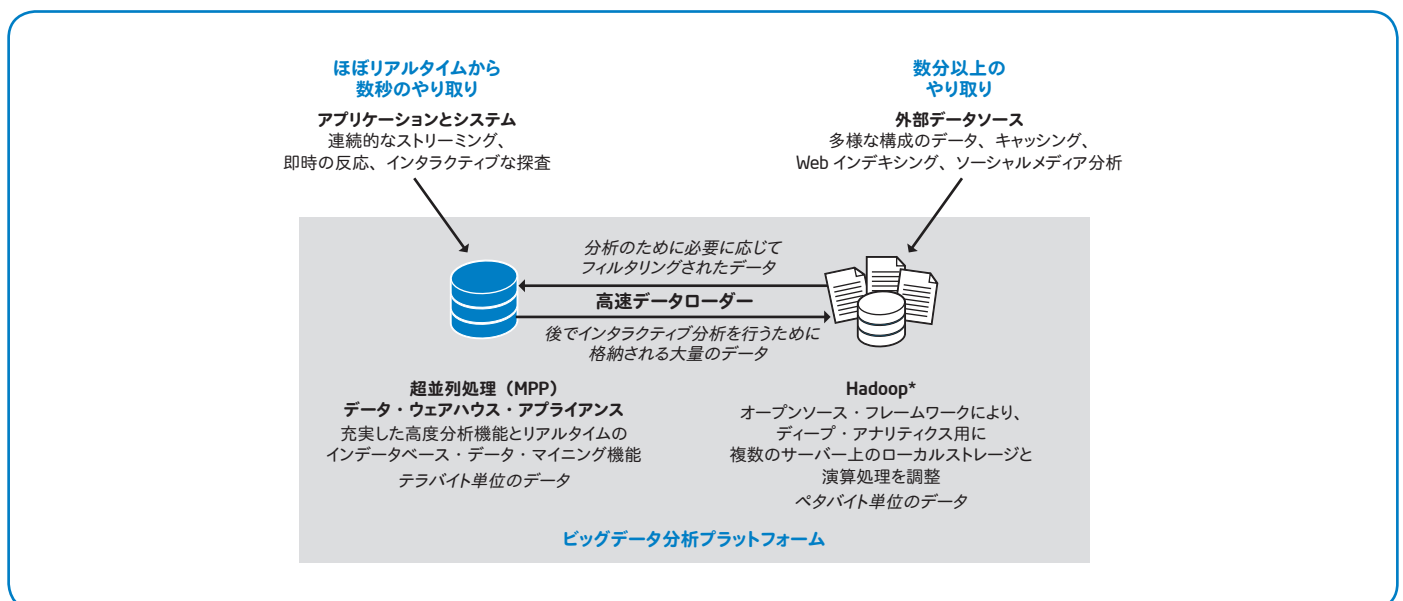 ほぼリアルタイムから
数秒のやり取り
アプリケーションとシステム
連続的なストリーミング、
即時の反応、インタラクティブな探査
数分以上の
やり取り
外部データソース
多様な構成のデータ、キャッシング、
Web インデキシング、ソーシャルメディア分析
分析のために必要に応じて
フィルタリングされたデータ
高速データローダー
後でインタラクティブ分析を行うために
格納される大量のデータ
超並列処理（MPP）
データ・ウェアハウス・アプライアンス
充実した高度分析機能とリアルタイムの
インデータベース・データ・マイニング機能
テラバイト単位のデータ
Hadoop*
オープンソース・フレームワークにより、
ディープ・アナリティクス用に
複数のサーバー上のローカルストレージと
演算処理を調整
ペタバイト単位のデータ
ビッグデータ分析プラットフォーム